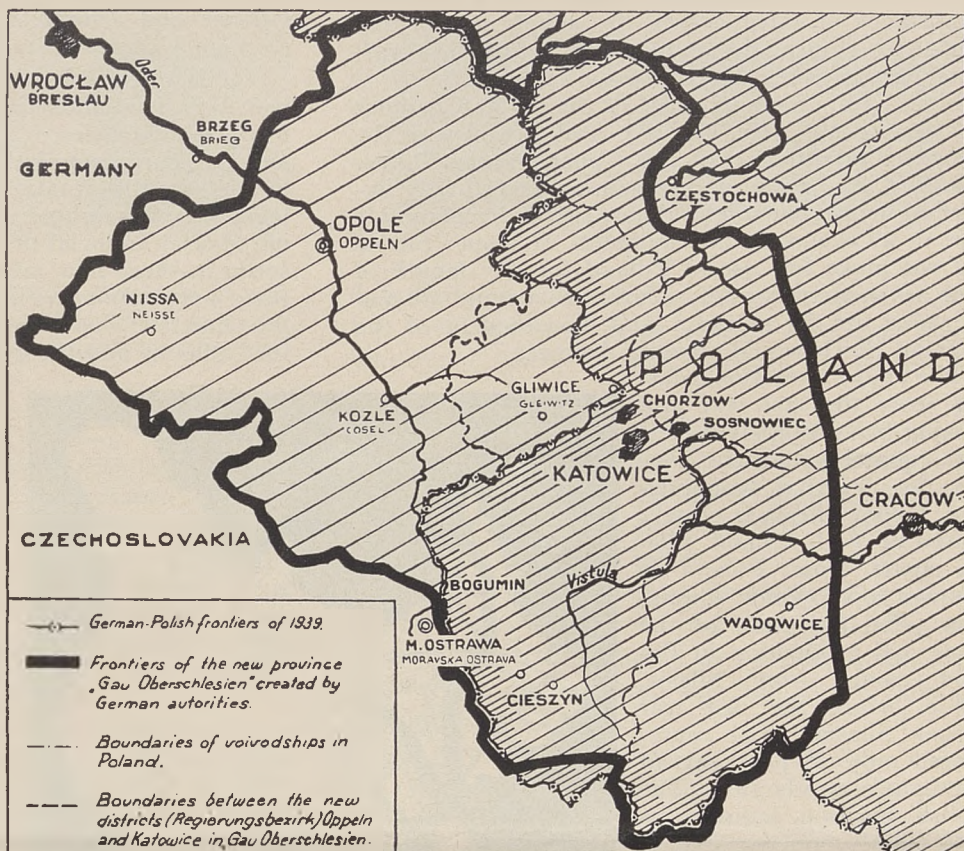 WROCŁAW
BRESLAU
Oder
BRZEG
BRIEG
GERMANY
OPOLE
OPPELN
CZĘSTOCHOWA
NISSA
NEISSE
POLAND
GLIWICE
GLEIWITZ
CHORZOW
KOZLE
COSEL
SOSNOWIEC
KATOWICE
CRACOW
CZECHOSLOVAKIA
BOGUMIN
Vistula
WADOWICE
M. OSTRAWA
MORAVSKA OSTRAVA
CIESZYN
German-Polish frontiers of 1939.
Frontiers of the new province
„Gau Oberschlesien" created by
German autorities.
Boundaries of voivodships in
Poland.
Boundaries between the new
districts (Regierungsbezirk) Oppeln
and Katowice in Gau Oberschlesien.